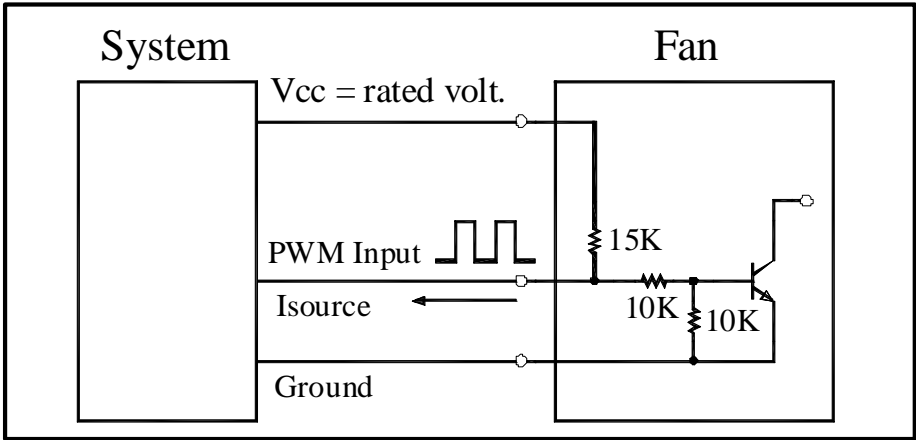 System
Fan
Vcc = rated volt.
15K
PWM Input
10K
10K
Isource
Ground